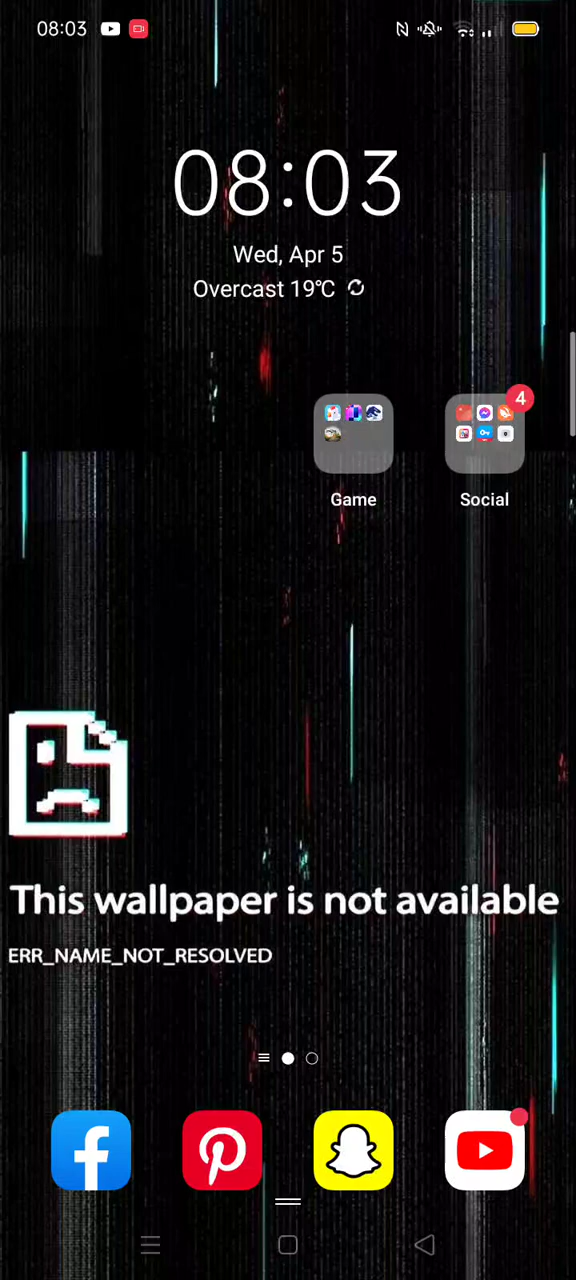 08:03
08:03
Wed, Apr 5
Overcast 19℃
4
Game
Social
This wallpaper is not available
ERR_NAME_NOT_RESOLVED